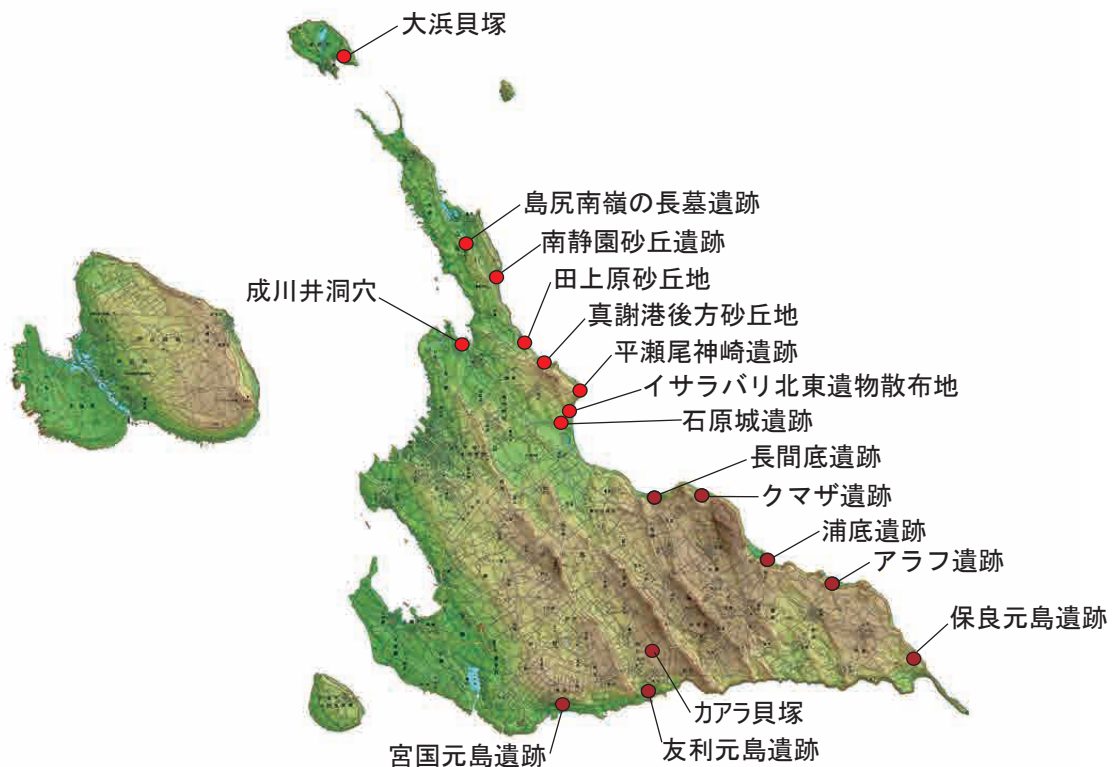 大浜貝塚
島尻南嶺の長墓遺跡
南静園砂丘遺跡
田上原砂丘地
成川井洞穴
真謝港後方砂丘地
平瀬尾神崎遺跡
イサラバリ北東遺物散布地
石原城遺跡
長間底遺跡
クマザ遺跡
浦底遺跡
アラフ遺跡
保良元島遺跡
カアラ貝塚
友利元島遺跡
宮国元島遺跡